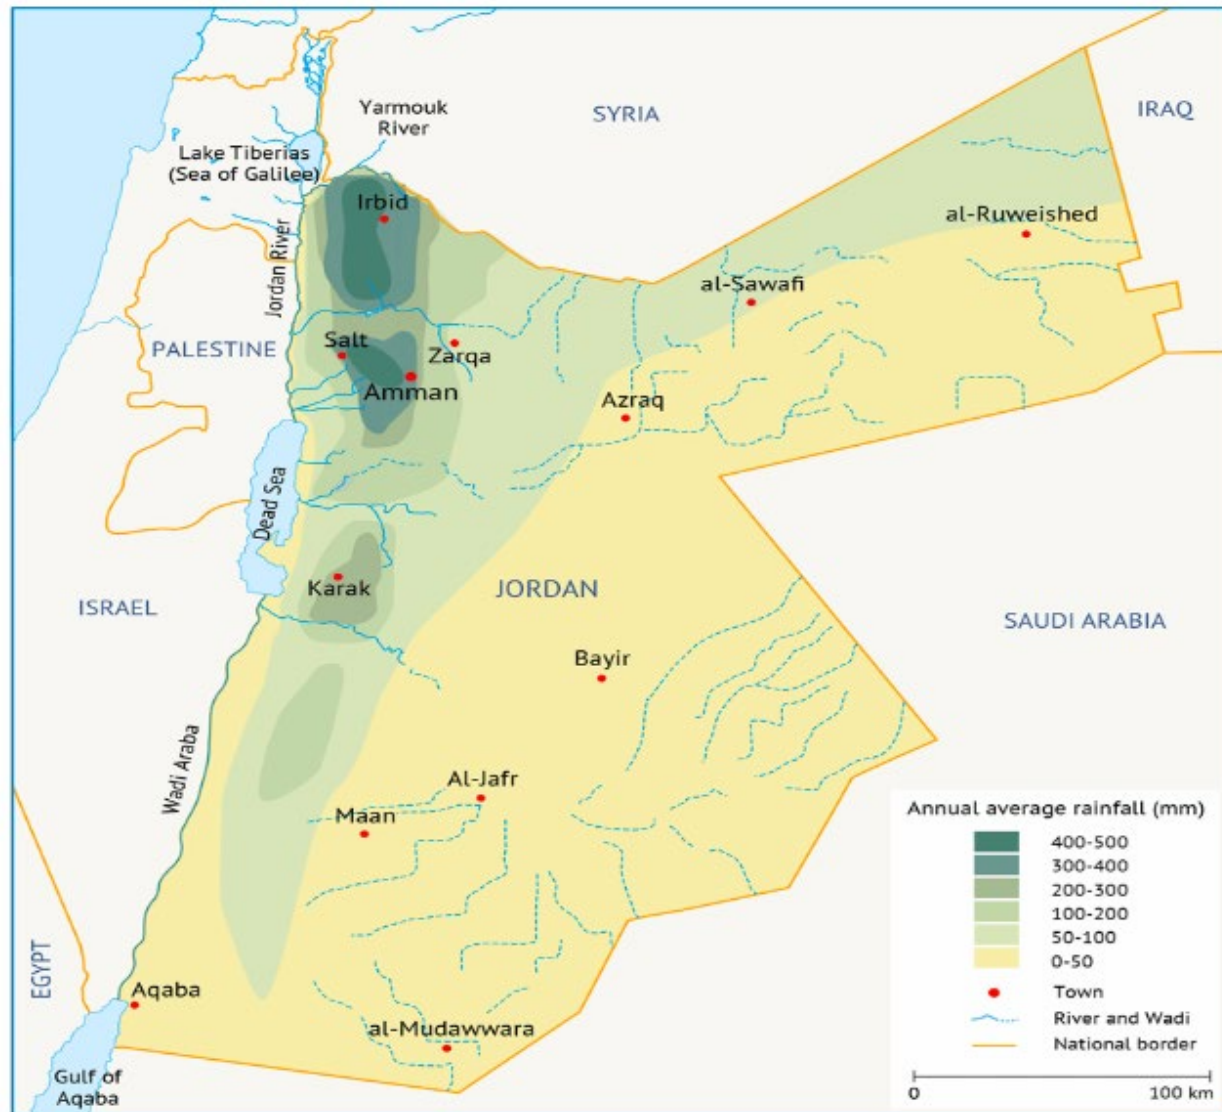 Yarmouk
River
SYRIA
IRAQ
Lake Tiberias
(Sea of Galilee)
Irbid
al-Ruweished
Jordan River
al-Sawafi
Salt
Zarqa
PALESTINE
Amman
Azraq
Dead Sea
Karak
JORDAN
ISRAEL
SAUDI ARABIA
Bayir
Wadi Araba
Al-Jafr
Maan
EGYPT
Aqaba
al-Mudawwara
Gulf of
Aqaba
Annual average rainfall (mm)
400-500
300-400
200-300
100-200
50-100
0-50
Town
River and Wadi
National border
0 100 km